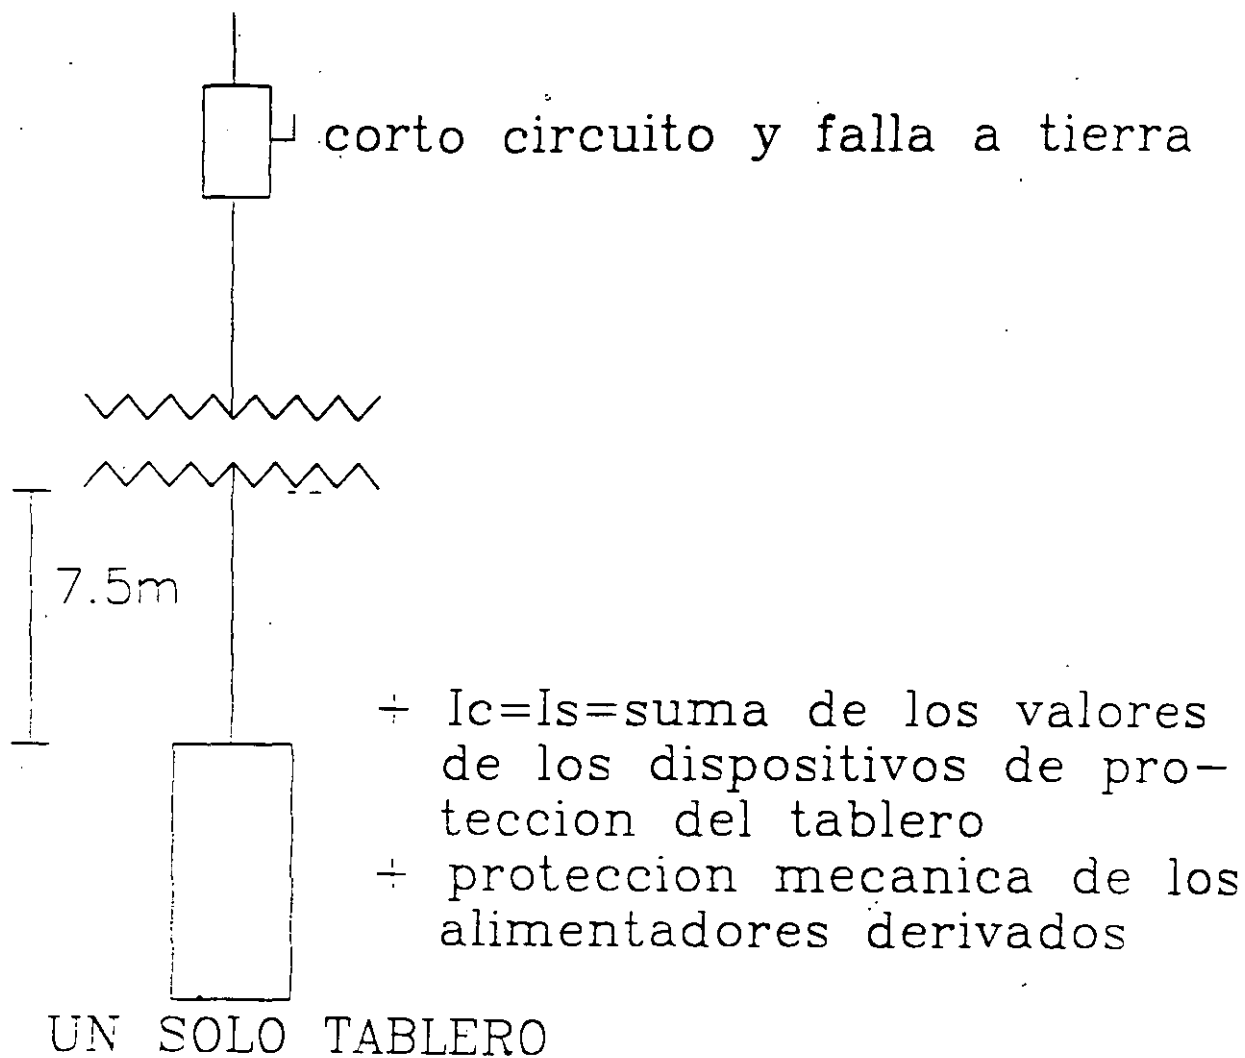 corto circuito y falla a tierra
7.5m
+ Ic=Is=suma de los valores
de los dispositivos de pro-
teccion del tablero
+ proteccion mecanica de los
alimentadores derivados
UN SOLO TABLERO